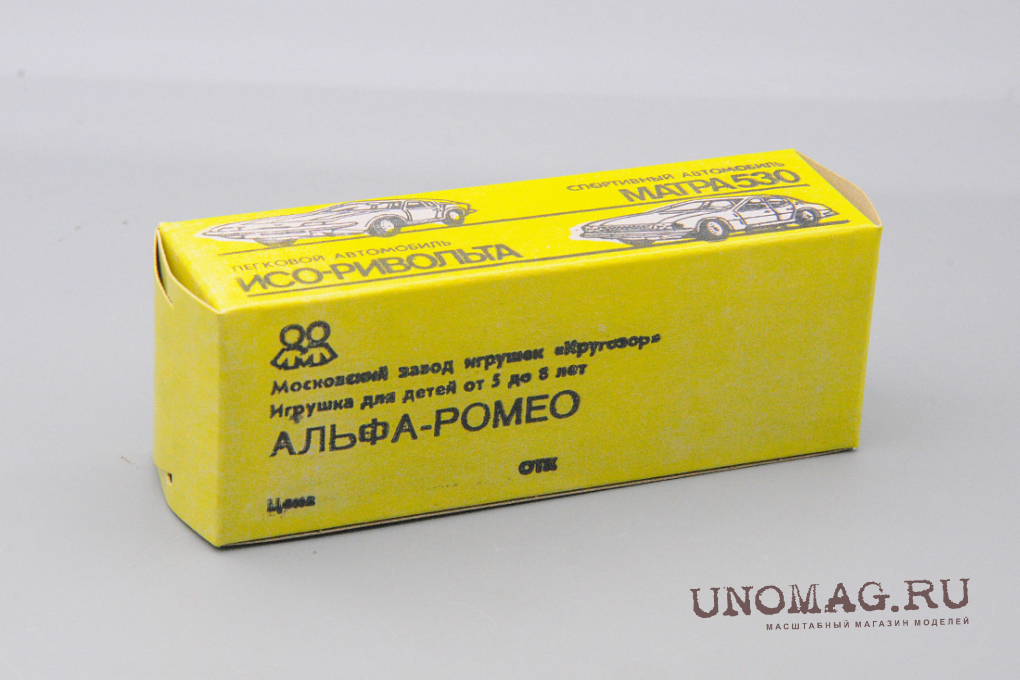 СПОРТИВНЫЙ АВТОМОБИЛЬ
МАТРА 530
ЛЕГКОВОЙ АВТОМОБИЛЬ
ИСО-РИВОЛЬТА
Московский завод игрушек «Кругозор»
Игрушка для детей от 5 до 8 лет
АЛЬФА-РОМЕО
ОТК
Цена
UNOMAG.RU
МАСШТАБНЫЙ МАГАЗИН МОДЕЛЕЙ